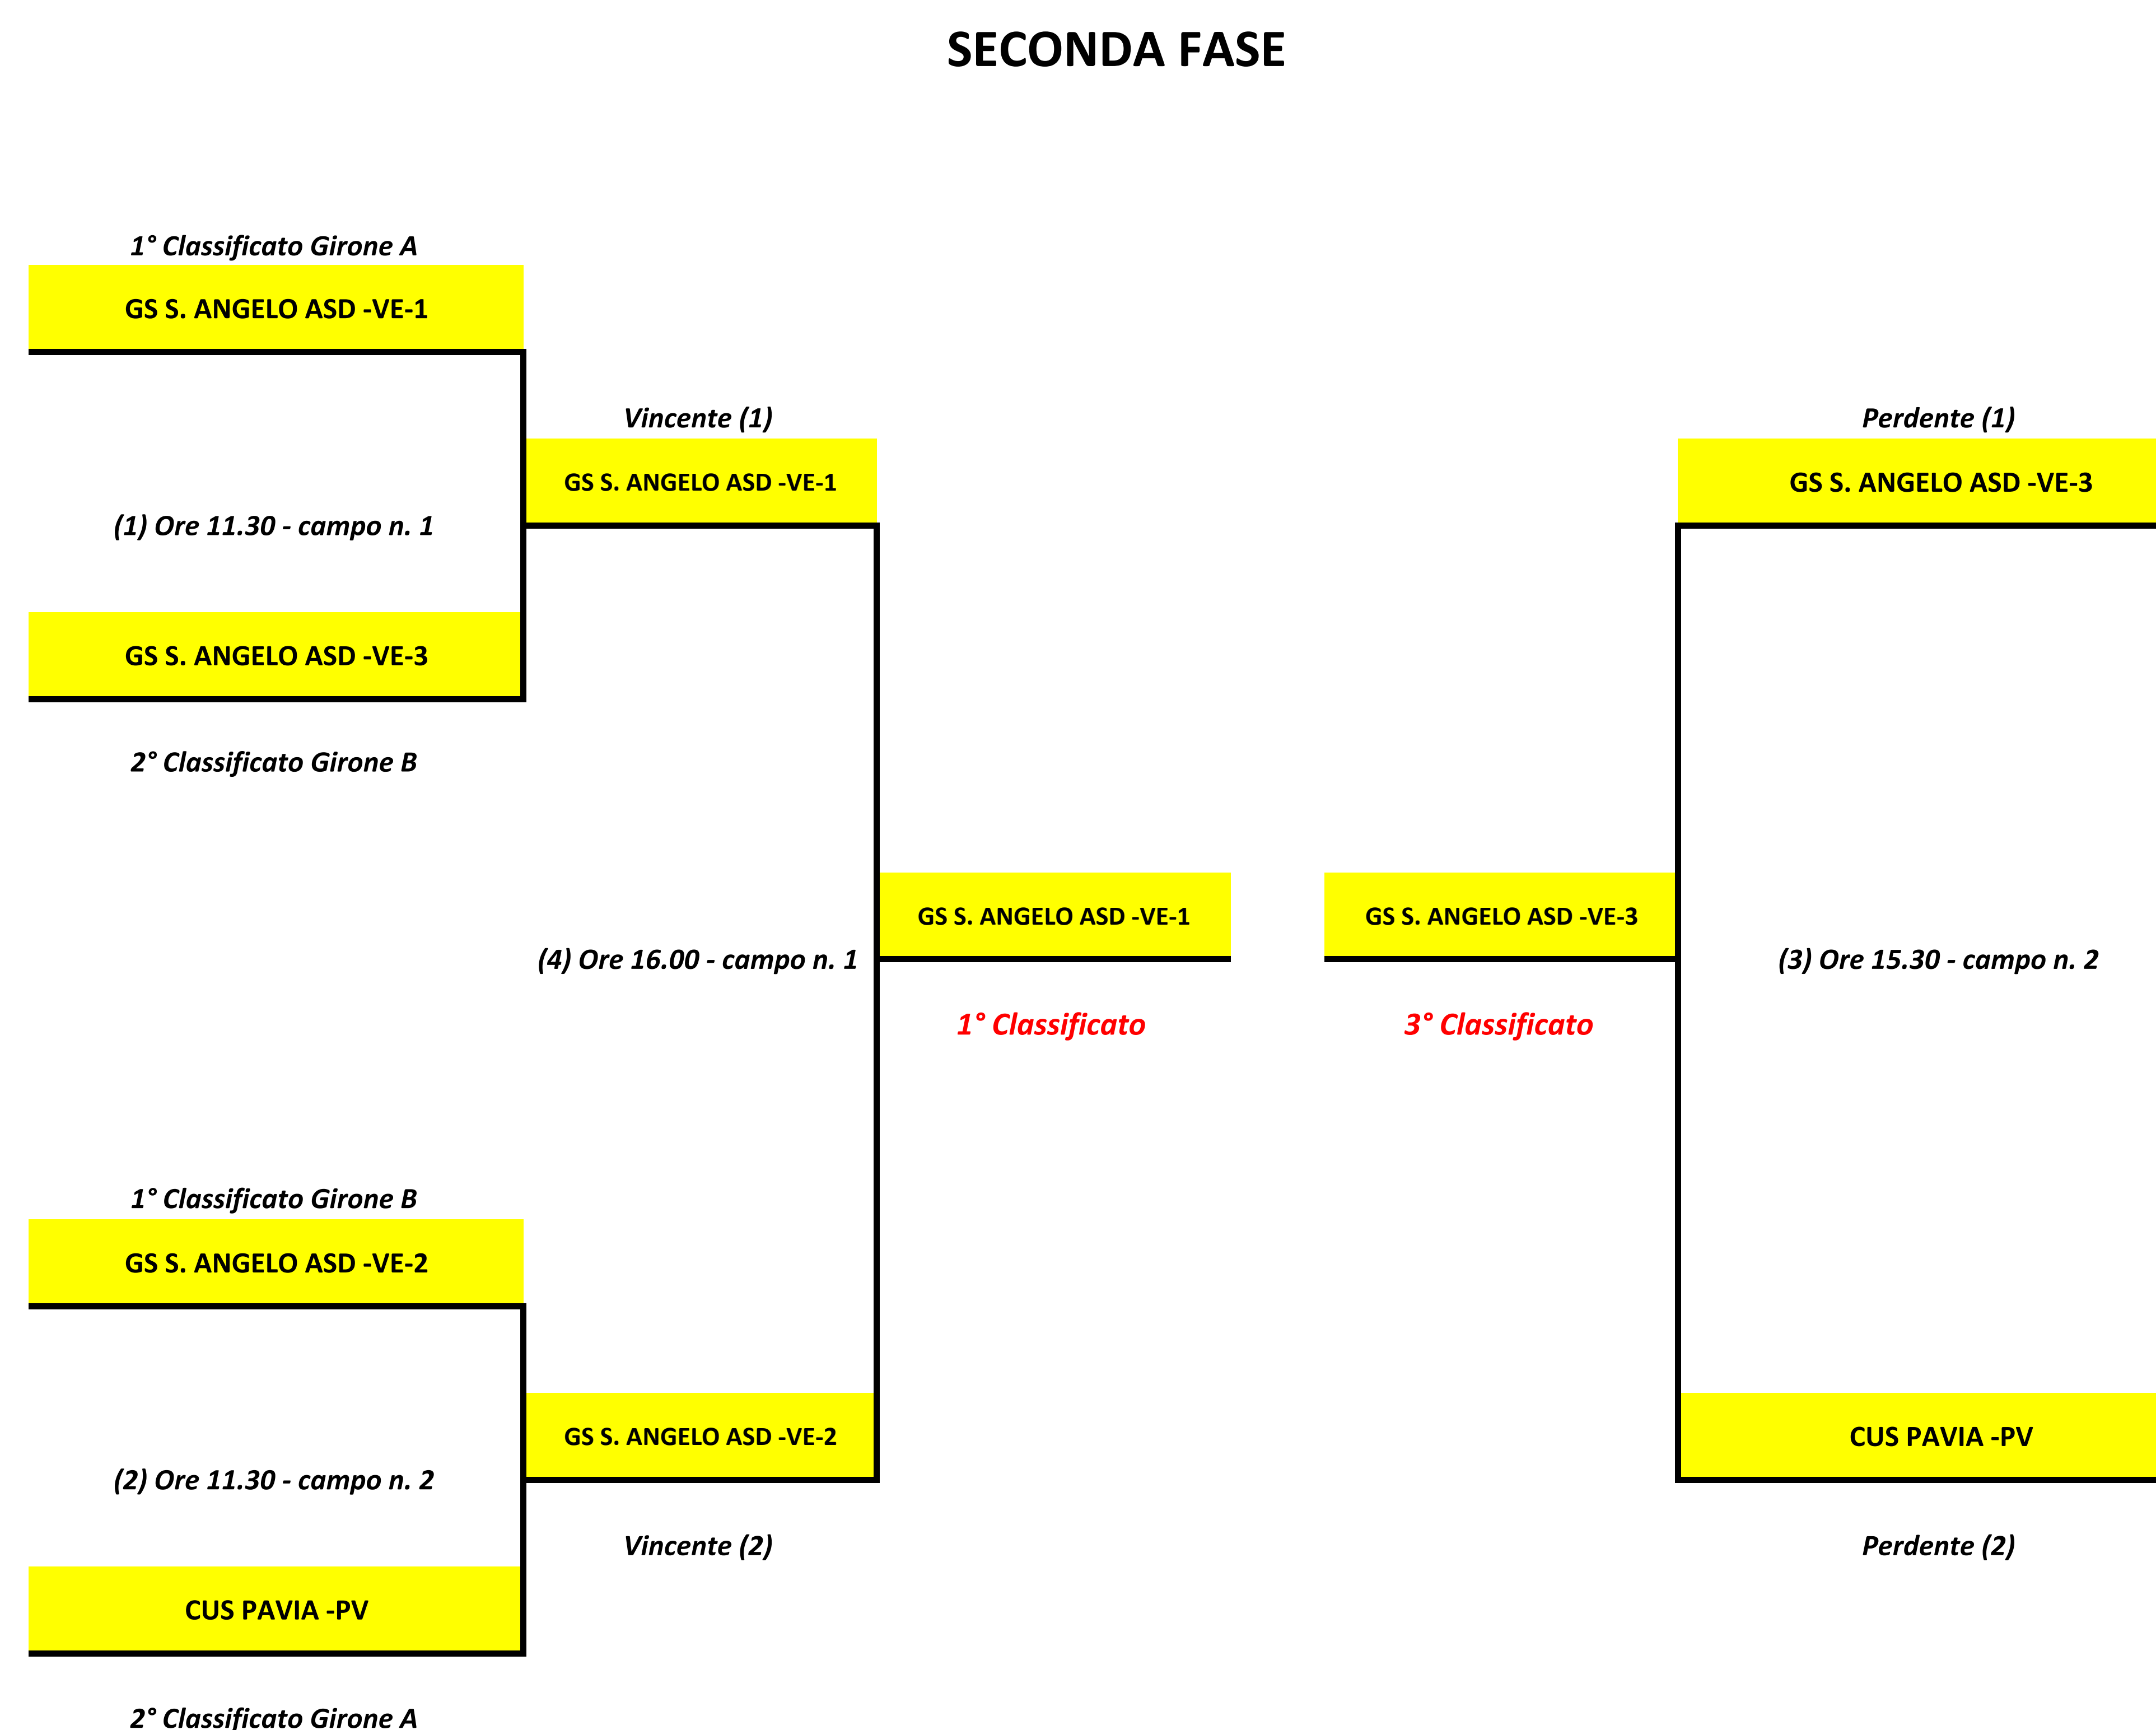 SECONDA FASE
1° Classificato Girone A
GS S. ANGELO ASD -VE-1
Vincente (1)
Perdente (1)
GS S. ANGELO ASD -VE-1
GS S. ANGELO ASD -VE-3
(1) Ore 11.30 - campo n. 1
GS S. ANGELO ASD -VE-3
2° Classificato Girone B
GS S. ANGELO ASD -VE-1
GS S. ANGELO ASD -VE-3
(4) Ore 16.00 - campo n. 1
(3) Ore 15.30 - campo n. 2
1° Classificato
3° Classificato
1° Classificato Girone B
GS S. ANGELO ASD -VE-2
GS S. ANGELO ASD -VE-2
CUS PAVIA -PV
(2) Ore 11.30 - campo n. 2
Vincente (2)
Perdente (2)
CUS PAVIA -PV
2° Classificato Girone A